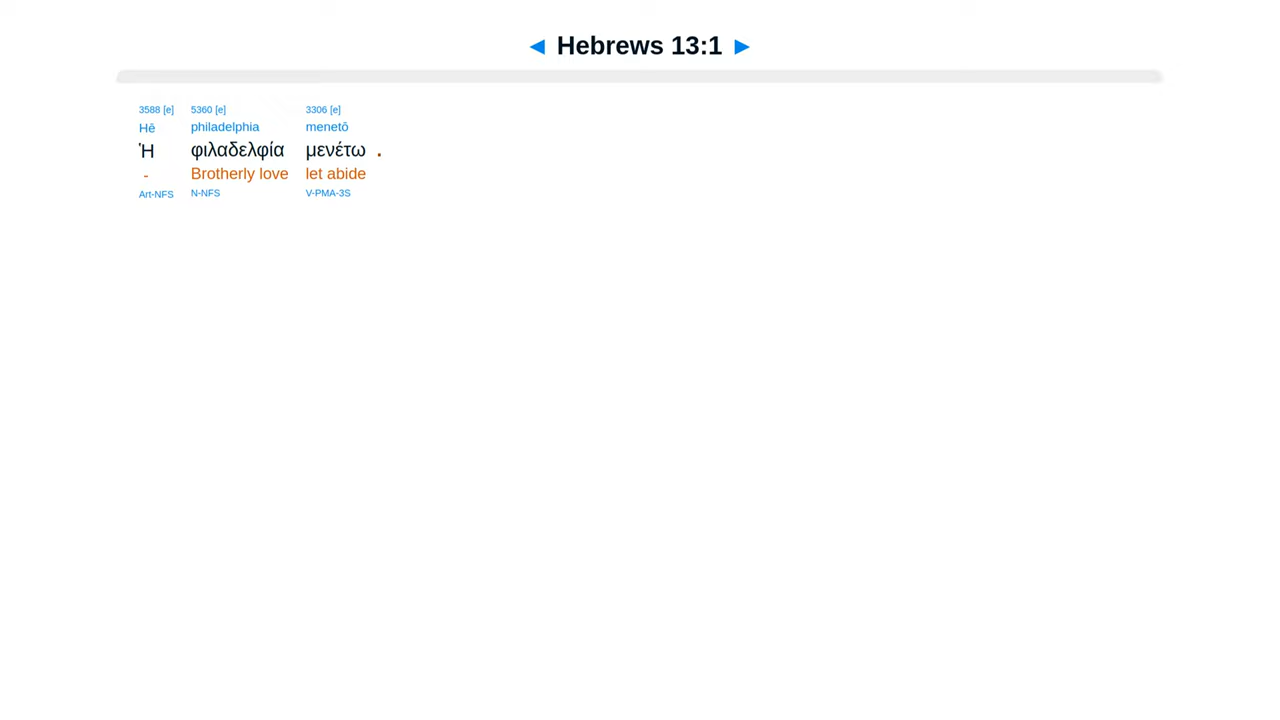 ◄ Hebrews 13:1 ►
3588 [e] 5360 [e] 3306 [e]
Hē philadelphia menetō
Ἡ φιλαδελφία μενέτω .
- Brotherly love let abide
Art-NFS N-NFS V-PMA-3S